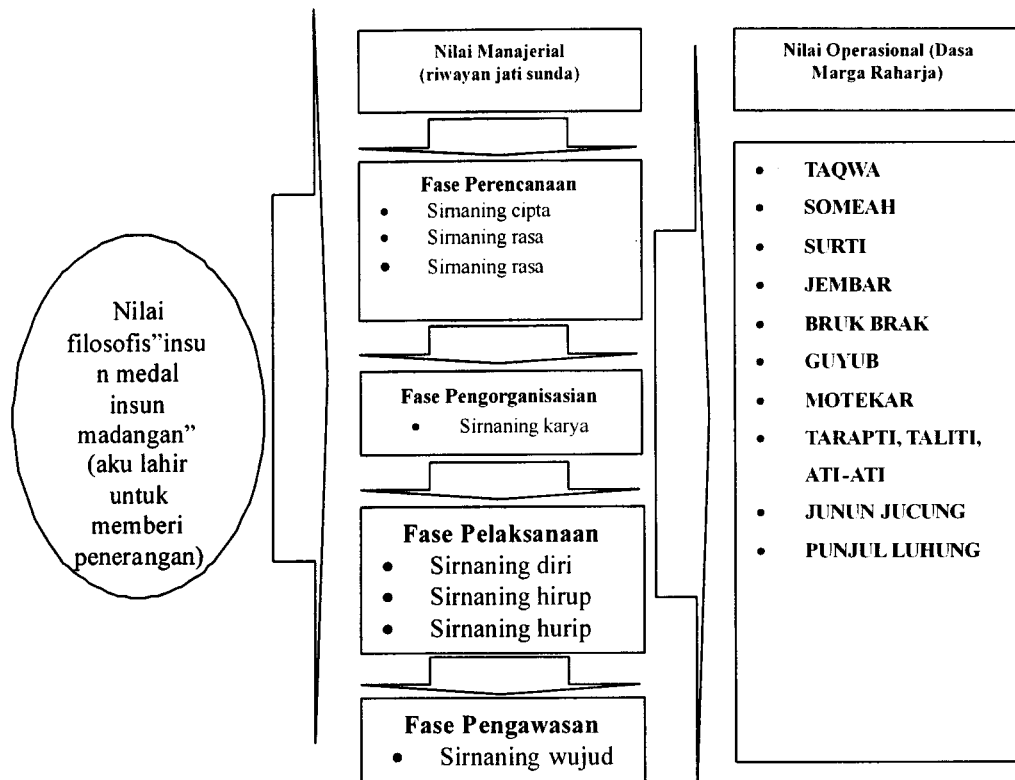 Nilai
filosofis”insu
n medal
insun
madangan”
(aku lahir
untuk
memberi
penerangan)
Nilai Manajerial
(riwayan jati sunda)
Fase Perencanaan
• Sirnaning cipta
• Sirnaning rasa
• Sirnaning rasa
Fase Pengorganisasian
• Sirnaning karya
Fase Pelaksanaan
• Sirnaning diri
• Sirnaning hirup
• Sirnaning hurip
Fase Pengawasan
• Sirnaning wujud
Nilai Operasional (Dasa
Marga Raharja)
• TAQWA
• SOMEAH
• SURTI
• JEMBAR
• BRUK BRAK
• GUYUB
• MOTEKAR
• TARAPTI, TALITI,
ATI-ATI
• JUNUN JUCUNG
• PUNJUL LUHUNG